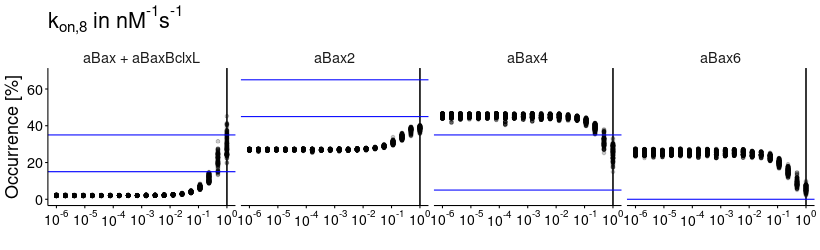 k_on,8 in nM^-1 s^-1
aBax + aBaxBclxL aBax2 aBax4 aBax6
Occurrence [%]
60
40
20
0
10^-6 10^-5 10^-4 10^-3 10^-2 10^-1 10^0 10^-6 10^-5 10^-4 10^-3 10^-2 10^-1 10^0 10^-6 10^-5 10^-4 10^-3 10^-2 10^-1 10^0 10^-6 10^-5 10^-4 10^-3 10^-2 10^-1 10^0